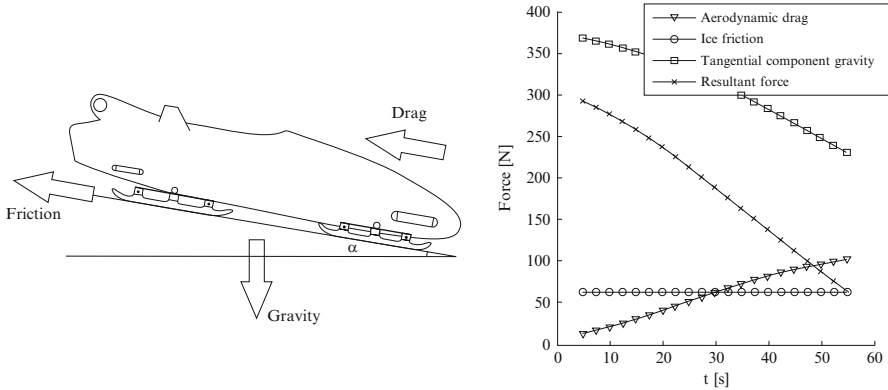 Drag
Friction
α
Gravity
Aerodynamic drag
Ice friction
Tangential component gravity
Resultant force
Force [N]
400
350
300
250
200
150
100
50
0
0 10 20 30 40 50 60
t [s]